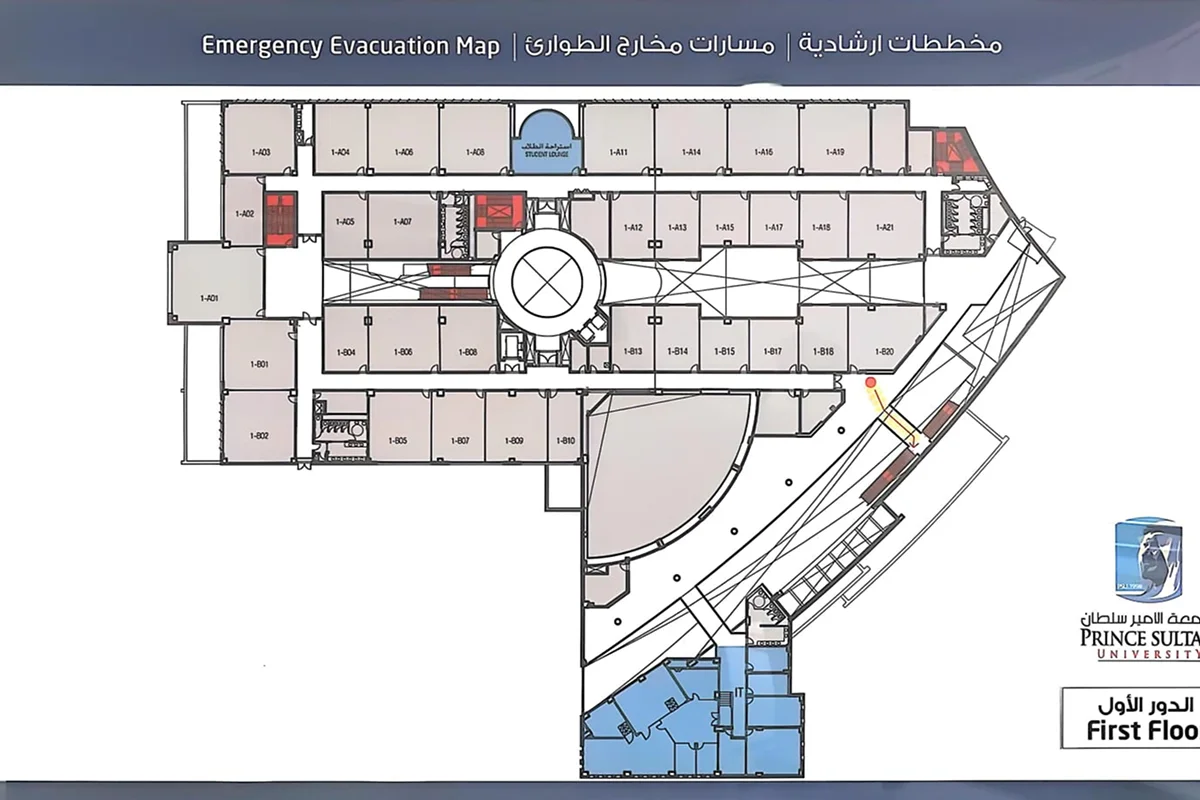 Emergency Evacuation Map | مسارات مخارج الطوارئ | مخططات ارشادية
1-A03
1-A04
1-A06
1-A08
استراحة الطلاب
STUDENT LOUNGE
1-A11
1-A14
1-A16
1-A19
1-A02
1-A05
1-A07
1-A12
1-A13
1-A15
1-A17
1-A18
1-A21
1-A01
1-B01
1-B04
1-B06
1-B08
1-B13
1-B14
1-B15
1-B17
1-B18
1-B20
1-B02
1-B05
1-B07
1-B09
1-B10
IT
PSU 1999
معة الامير سلطان
PRINCE SULTA
UNIVERSITY
الدور الأول
First Floo